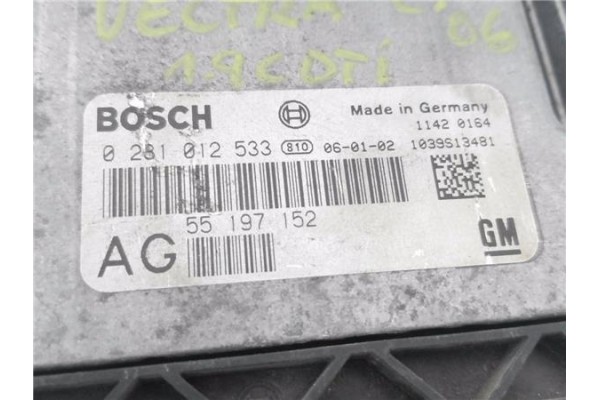 VECTRA C 06
1.9CDTi
BOSCH Made in Germany
1142 0164
0 281 012 533 810 06-01-02 1039S13481
55 197 152
AG GM